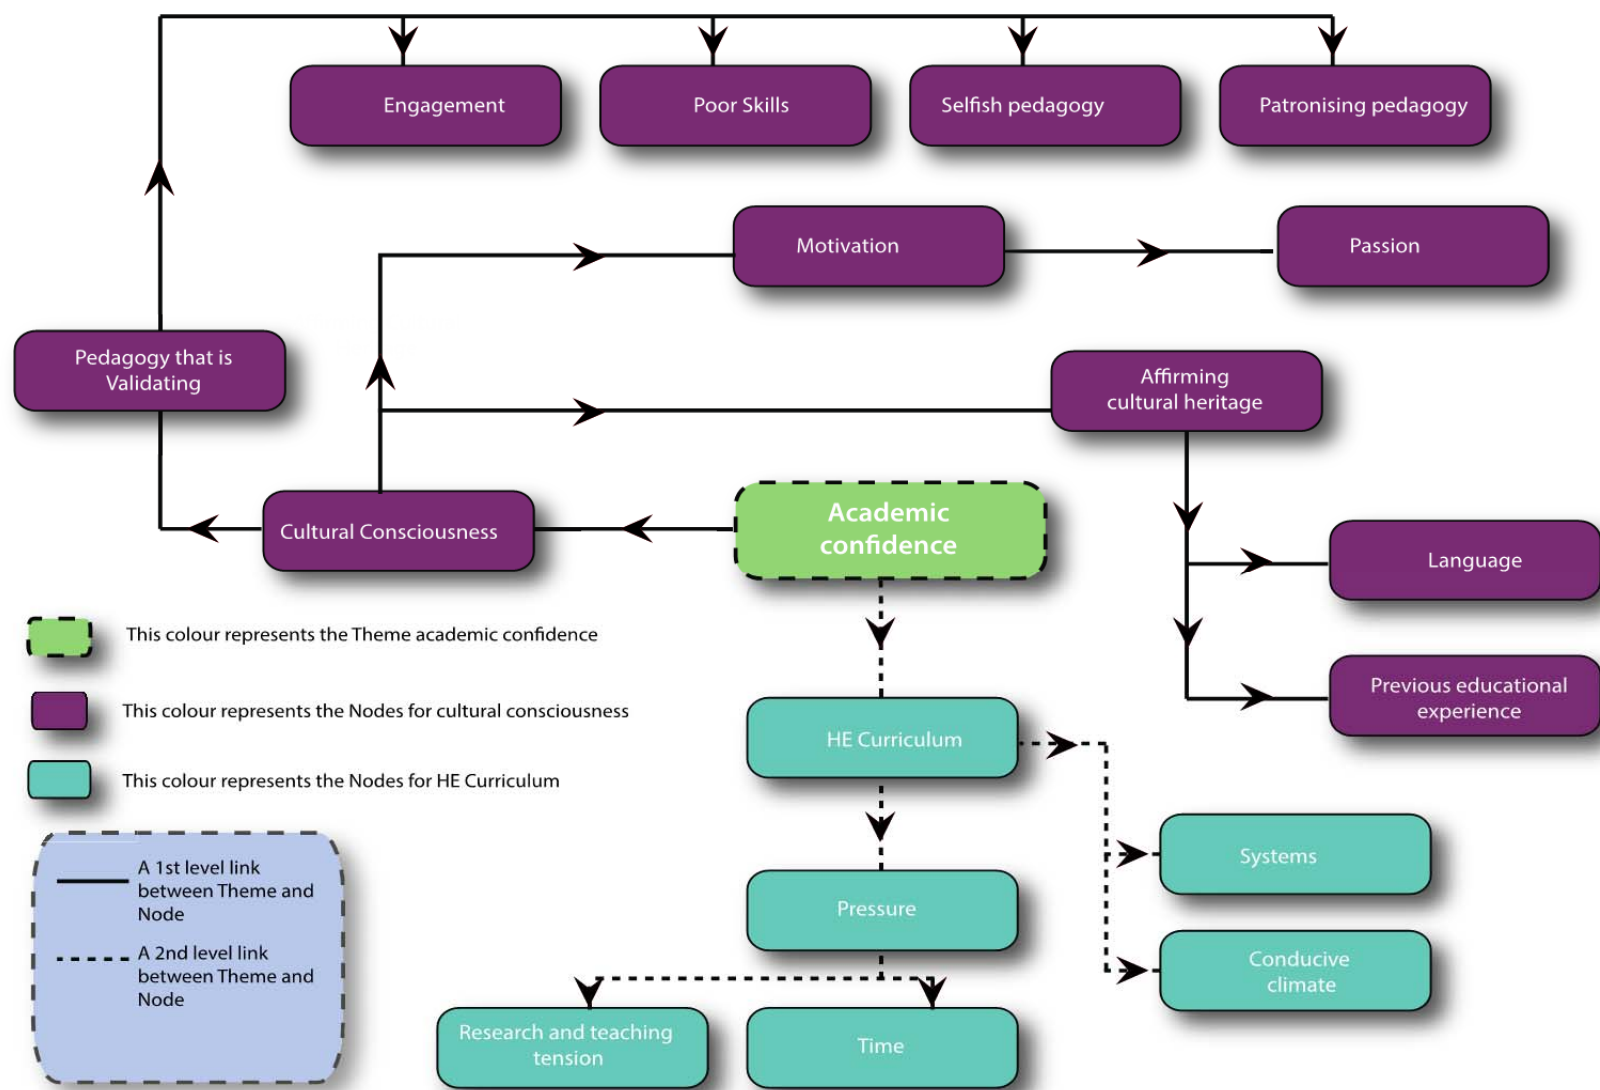 Engagement
Poor Skills
Selfish pedagogy
Patronising pedagogy
Motivation
Passion
Pedagogy that is
Validating
Affirming
cultural heritage
Cultural Consciousness
Academic
confidence
Language
Previous educational
experience
This colour represents the Theme academic confidence
This colour represents the Nodes for cultural consciousness
This colour represents the Nodes for HE Curriculum
HE Curriculum
Systems
Pressure
Conducive
climate
Research and teaching
tension
Time
A 1st level link
between Theme and
Node
A 2nd level link
between Theme and
Node